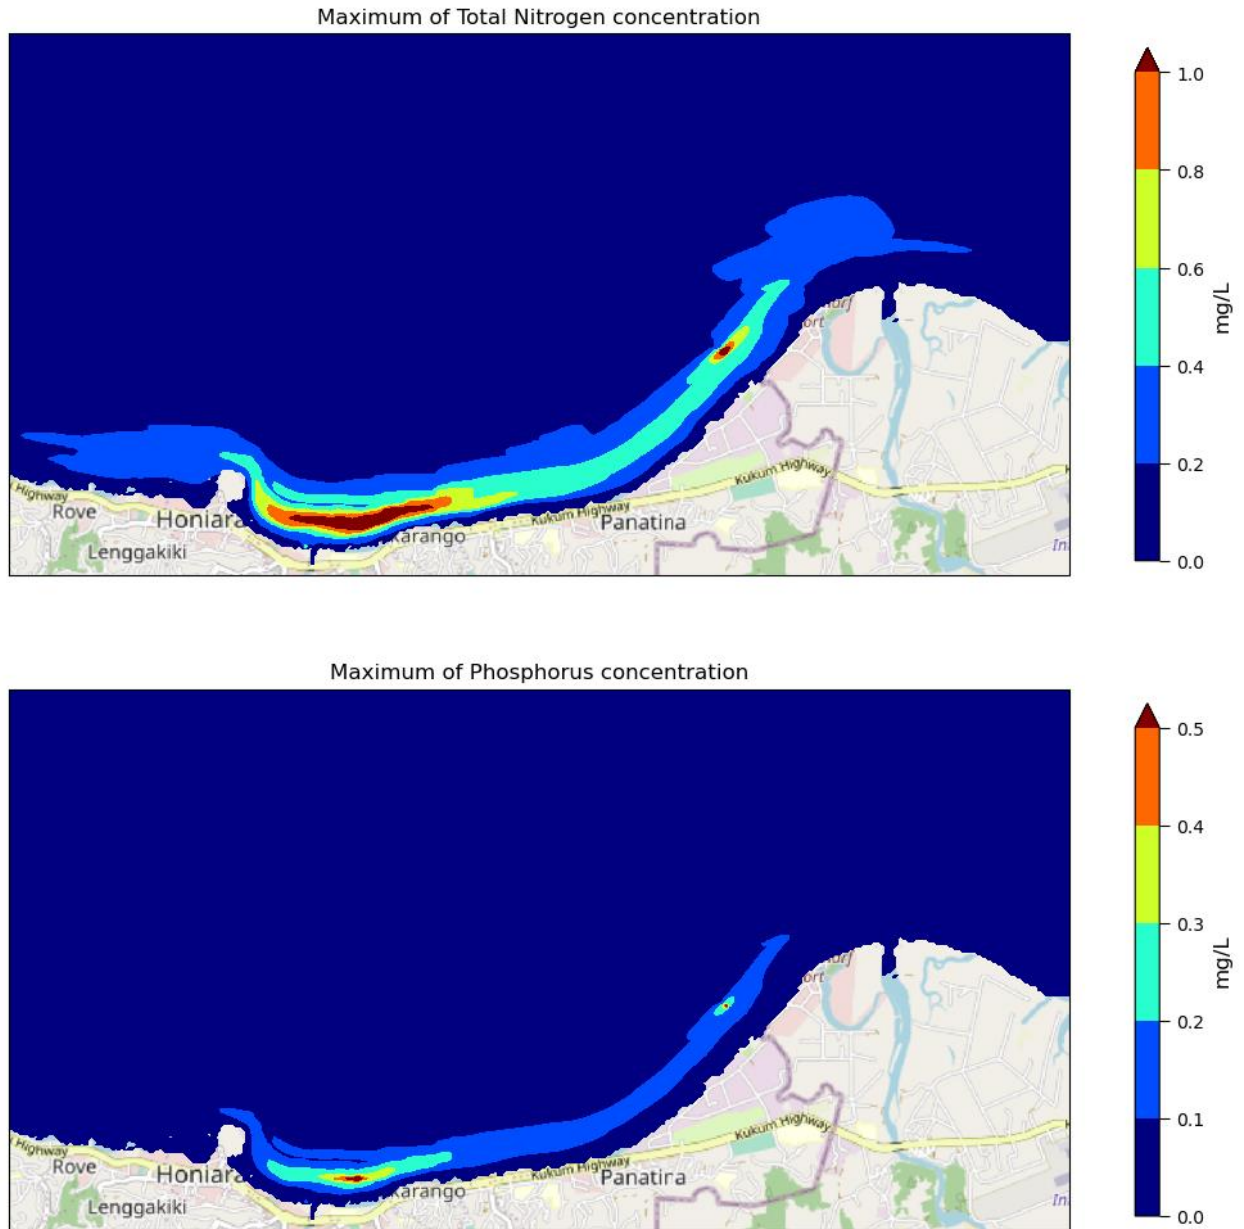 Maximum of Total Nitrogen concentration
1.0
0.8
0.6
0.4
0.2
0.0
mg/L
Kukum Highway
Highway
Rove
Honiara
Kukum Highway
Panatina
Karango
Lenggakiki
In
Maximum of Phosphorus concentration
0.5
0.4
0.3
0.2
0.1
0.0
mg/L
Kukum Highway
Highway
Rove
Honiara
Kukum Highway
Panatina
Karango
Lenggakiki
In